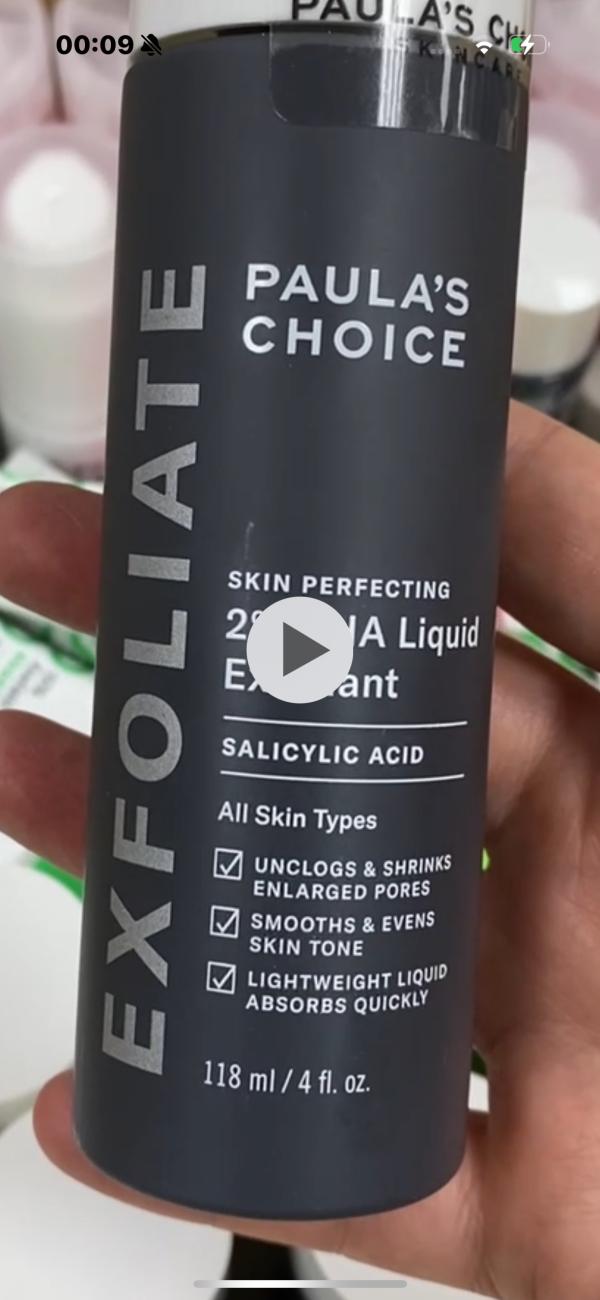 PAULA'S
SKINCARE
00:09
EXFOLIATE
PAULA'S
CHOICE
SKIN PERFECTING
Liquid
SALICYLIC ACID
All Skin Types
UNCLOGS & SHRINKS
ENLARGED PORES
SMOOTHS & EVENS
SKIN TONE
LIGHTWEIGHT LIQUID
ABSORBS QUICKLY
118 ml / 4 fl. oz.